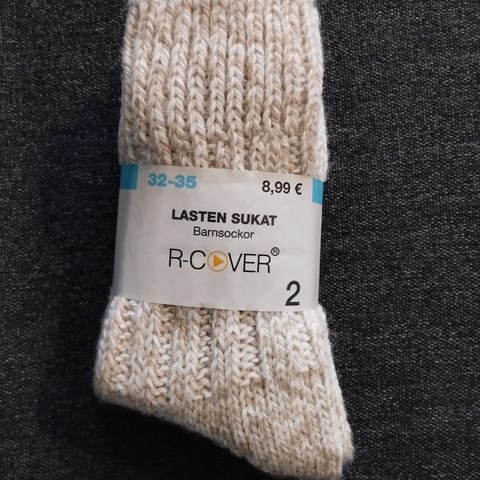 32-35 8,99 €
LASTEN SUKAT
Barnsockor
R-COVER®
2